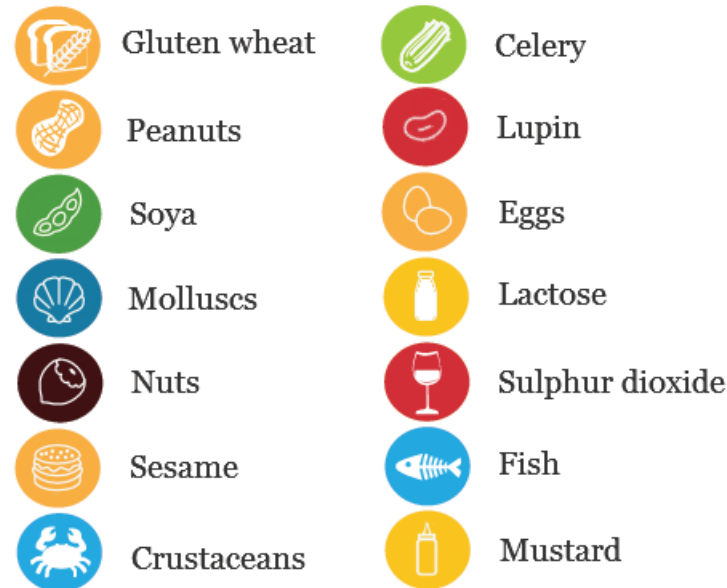 Gluten wheat
Peanuts
Soya
Molluscs
Nuts
Sesame
Crustaceans
Celery
Lupin
Eggs
Lactose
Sulphur dioxide
Fish
Mustard